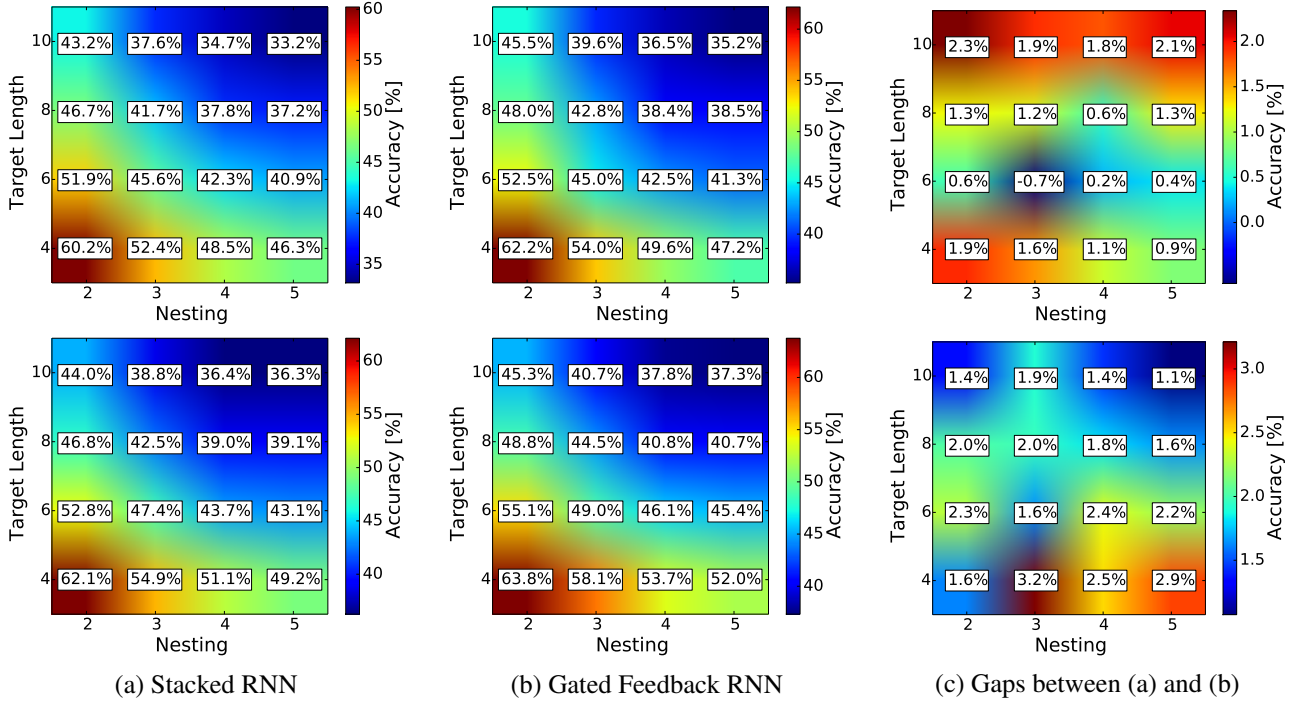 10 43.2% 37.6% 34.7% 33.2%
8 46.7% 41.7% 37.8% 37.2%
6 51.9% 45.6% 42.3% 40.9%
4 60.2% 52.4% 48.5% 46.3%
2 3 4 5
Nesting
Target Length
60
55
50
45
40
35
Accuracy [%]
10 45.5% 39.6% 36.5% 35.2%
8 48.0% 42.8% 38.4% 38.5%
6 52.5% 45.0% 42.5% 41.3%
4 62.2% 54.0% 49.6% 47.2%
2 3 4 5
Nesting
Target Length
60
55
50
45
40
Accuracy [%]
10 2.3% 1.9% 1.8% 2.1%
8 1.3% 1.2% 0.6% 1.3%
6 0.6% -0.7% 0.2% 0.4%
4 1.9% 1.6% 1.1% 0.9%
2 3 4 5
Nesting
Target Length
2.0
1.5
1.0
0.5
0.0
Accuracy [%]
10 44.0% 38.8% 36.4% 36.3%
8 46.8% 42.5% 39.0% 39.1%
6 52.8% 47.4% 43.7% 43.1%
4 62.1% 54.9% 51.1% 49.2%
2 3 4 5
Nesting
Target Length
60
55
50
45
40
Accuracy [%]
10 45.3% 40.7% 37.8% 37.3%
8 48.8% 44.5% 40.8% 40.7%
6 55.1% 49.0% 46.1% 45.4%
4 63.8% 58.1% 53.7% 52.0%
2 3 4 5
Nesting
Target Length
60
55
50
45
40
Accuracy [%]
10 1.4% 1.9% 1.4% 1.1%
8 2.0% 2.0% 1.8% 1.6%
6 2.3% 1.6% 2.4% 2.2%
4 1.6% 3.2% 2.5% 2.9%
2 3 4 5
Nesting
Target Length
3.0
2.5
2.0
1.5
Accuracy [%]
(a) Stacked RNN
(b) Gated Feedback RNN
(c) Gaps between (a) and (b)